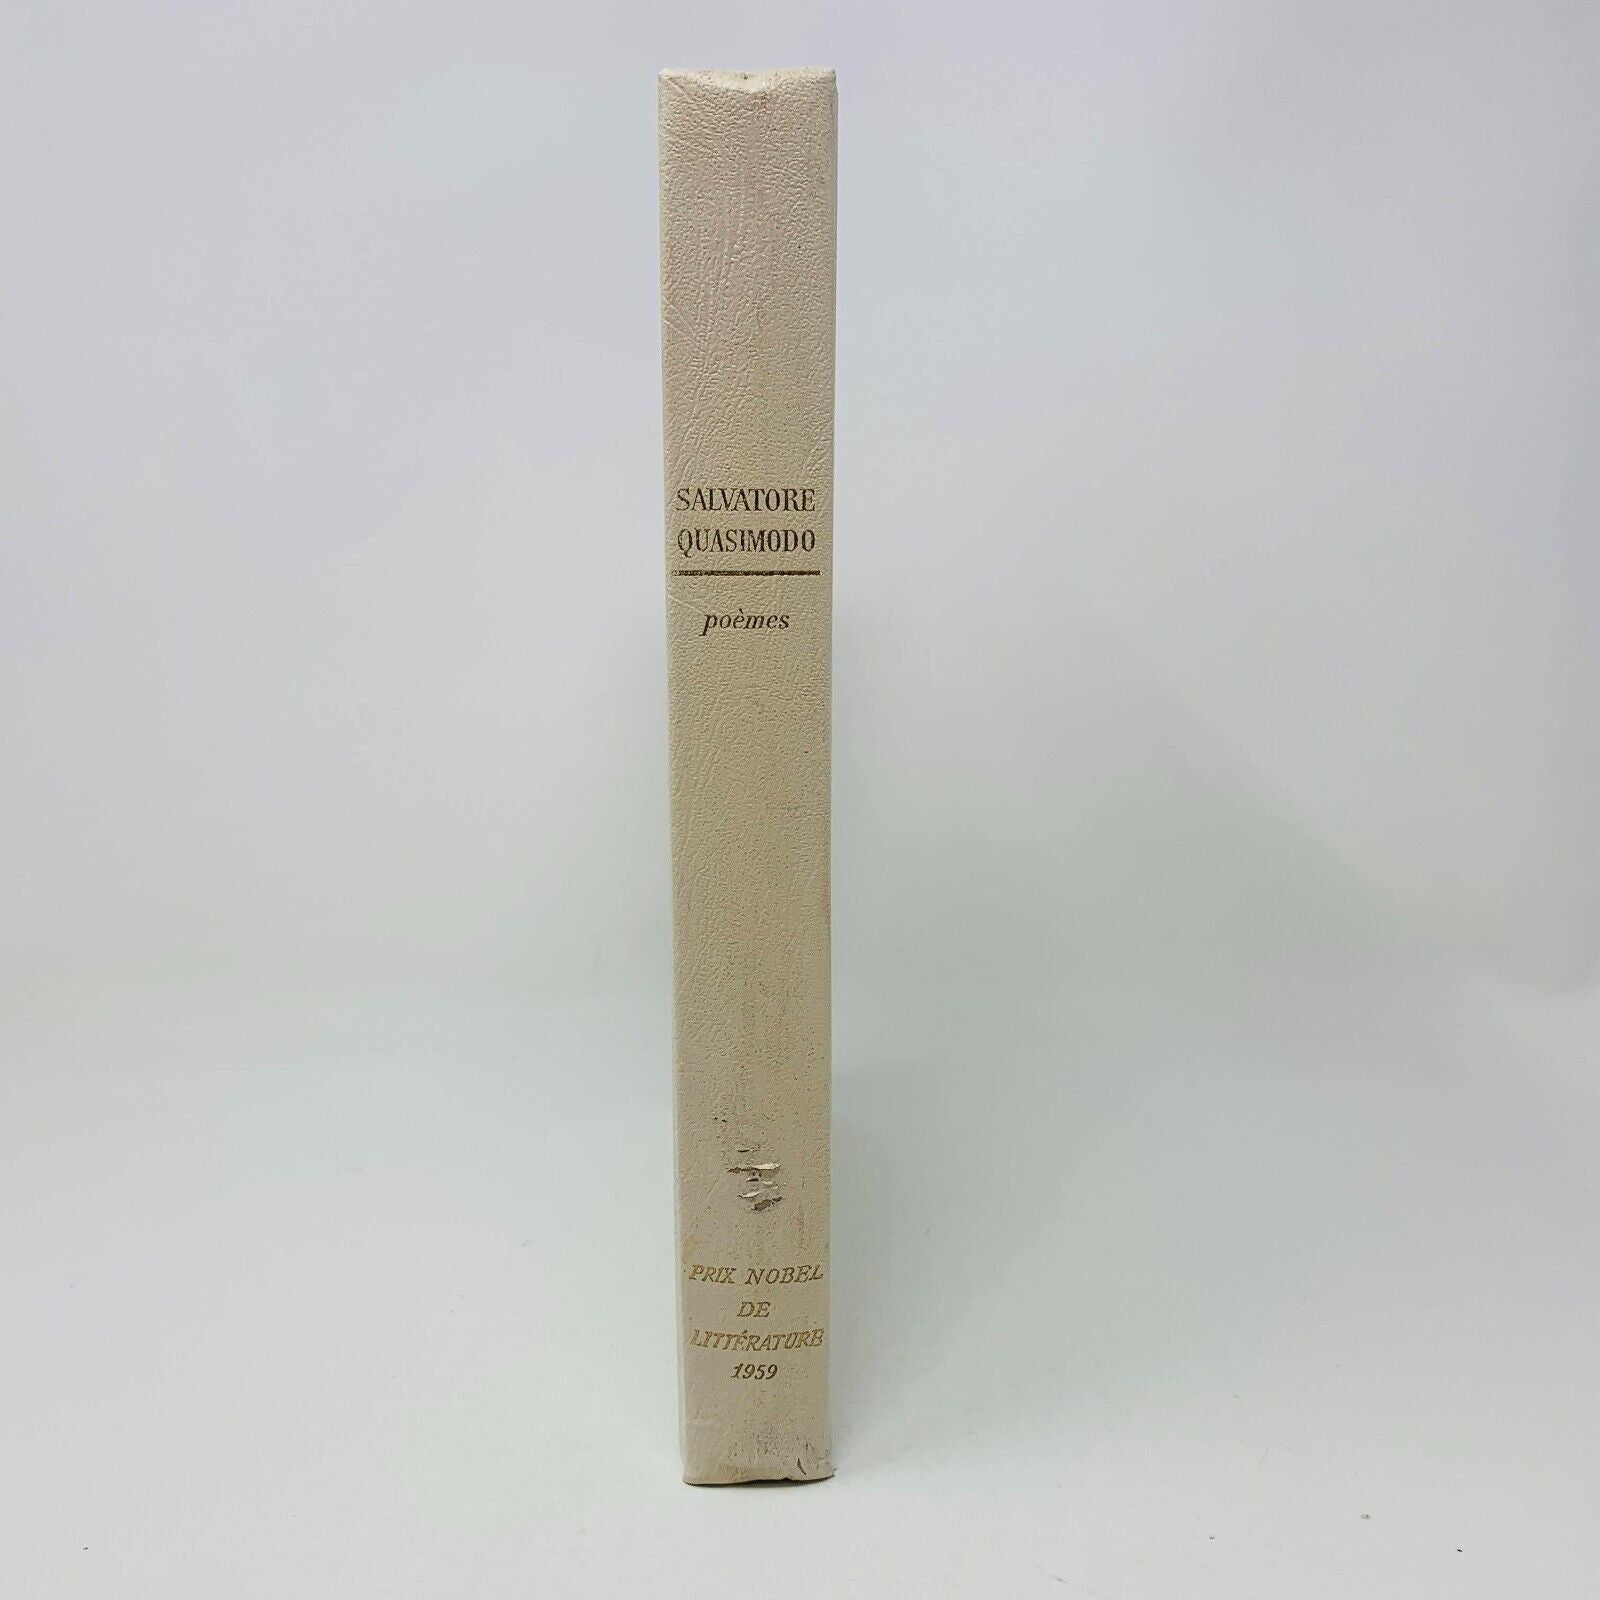 SALVATORE
QUASIMODO
poèmes
PRIX NOBEL
DE
LITTÉRATURE
1959